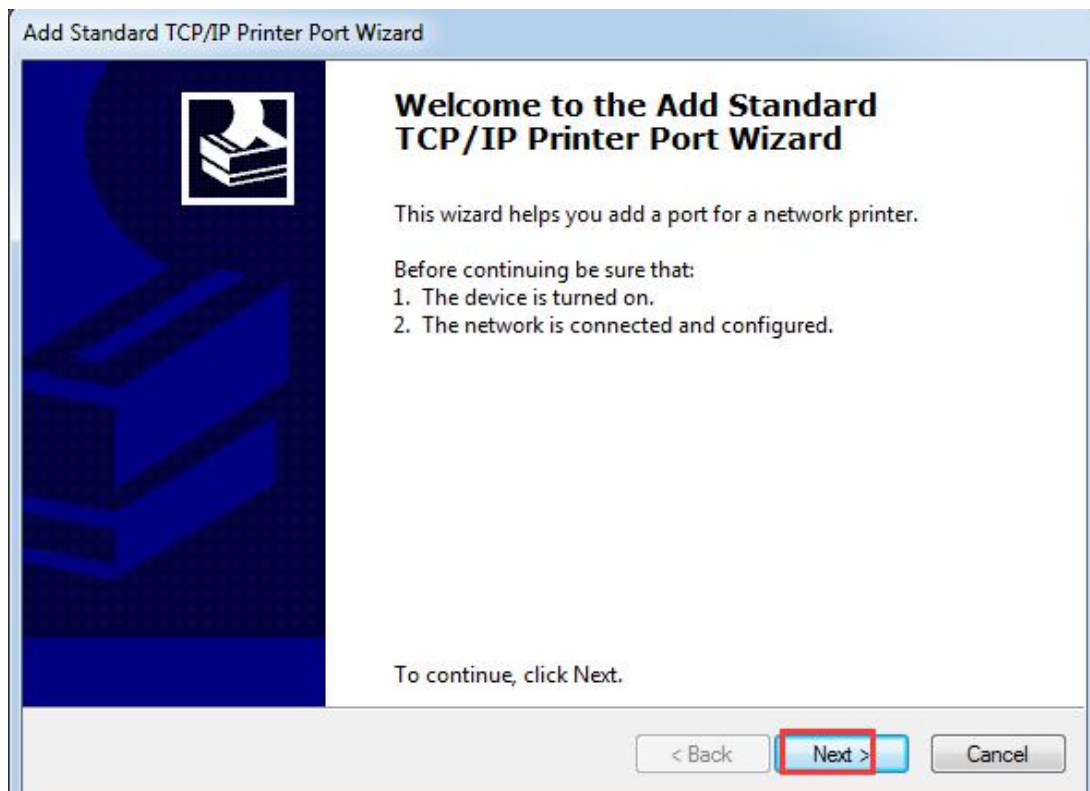 Add Standard TCP/IP Printer Port Wizard
Welcome to the Add Standard
TCP/IP Printer Port Wizard
This wizard helps you add a port for a network printer.
Before continuing be sure that:
1. The device is turned on.
2. The network is connected and configured.
To continue, click Next.
< Back Next > Cancel